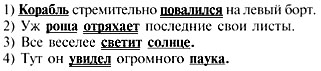 1) Корабль стремительно повалился на левый борт.
2) Уж роща отряхает последние свои листы.
3) Все веселее светит солнце.
4) Тут он увидел огромного паука.